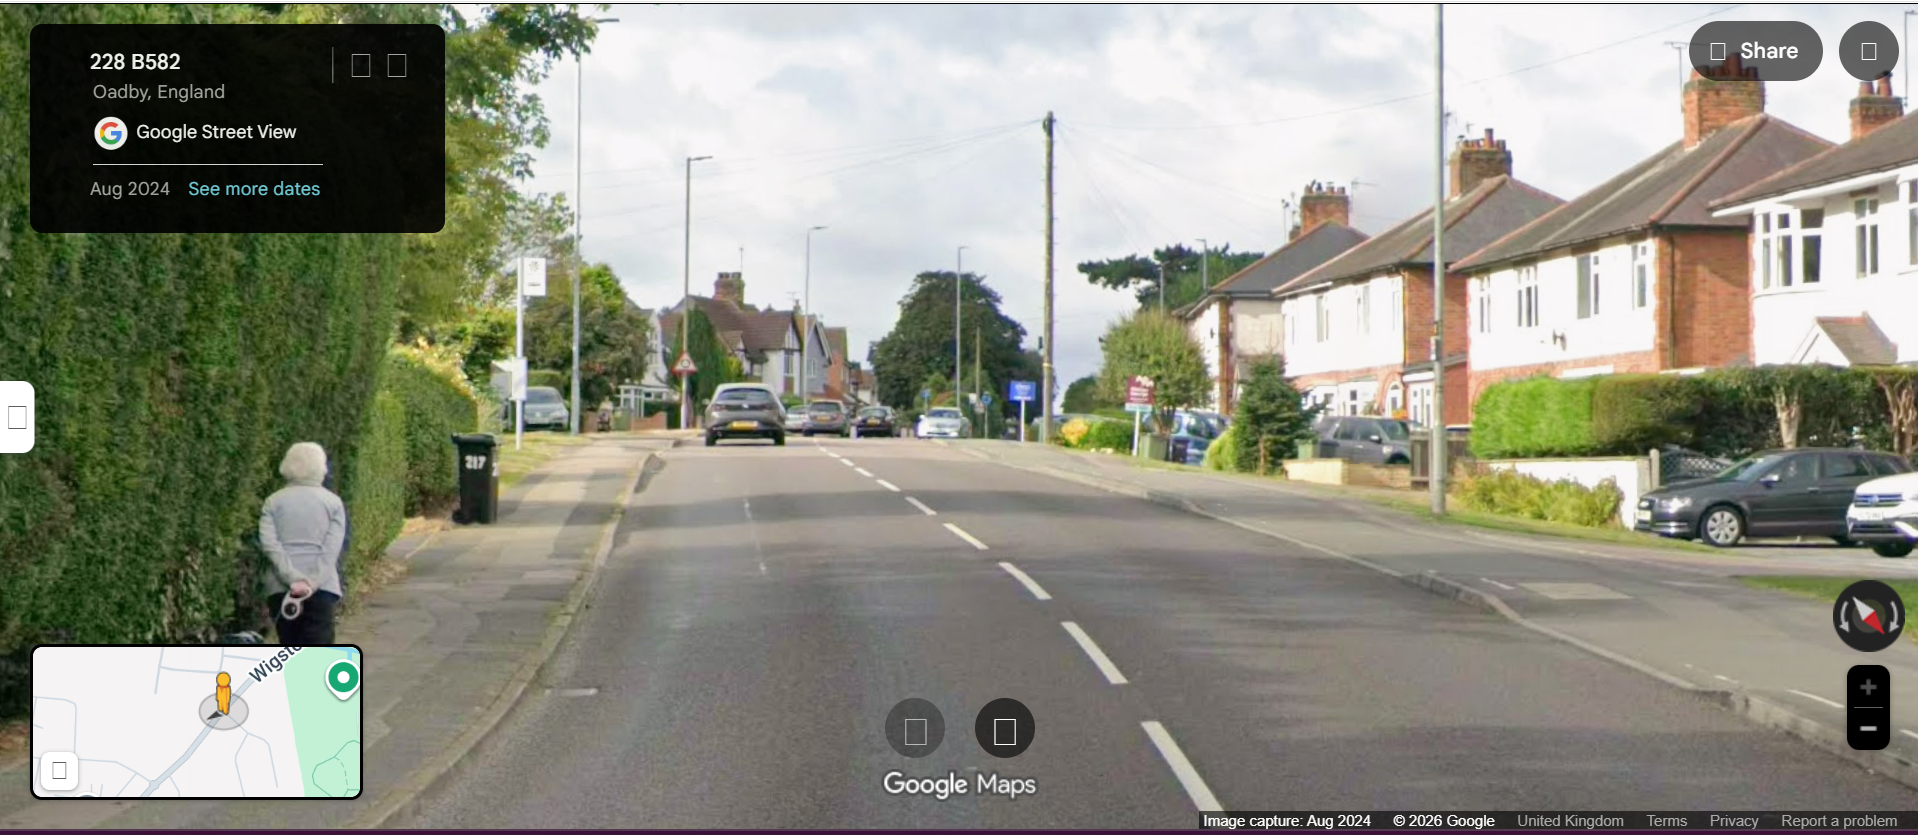 228 B582
Oadby, England
Google Street View
Aug 2024 See more dates
Share
217
Wigsto
Google Maps
Image capture: Aug 2024 © 2026 Google United Kingdom Terms Privacy Report a problem